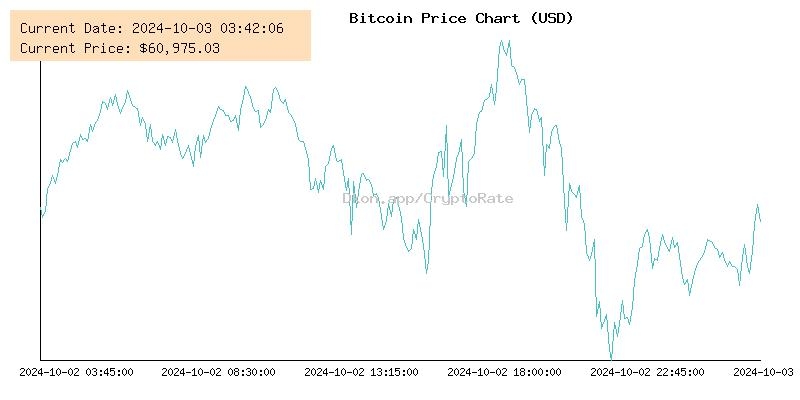 Bitcoin Price Chart (USD)
Current Date: 2024-10-03 03:42:06
Current Price: $60,975.03
Dlon.app/CryptoRate
2024-10-02 03:45:00 2024-10-02 08:30:00 2024-10-02 13:15:00 2024-10-02 18:00:00 2024-10-02 22:45:00 2024-10-03